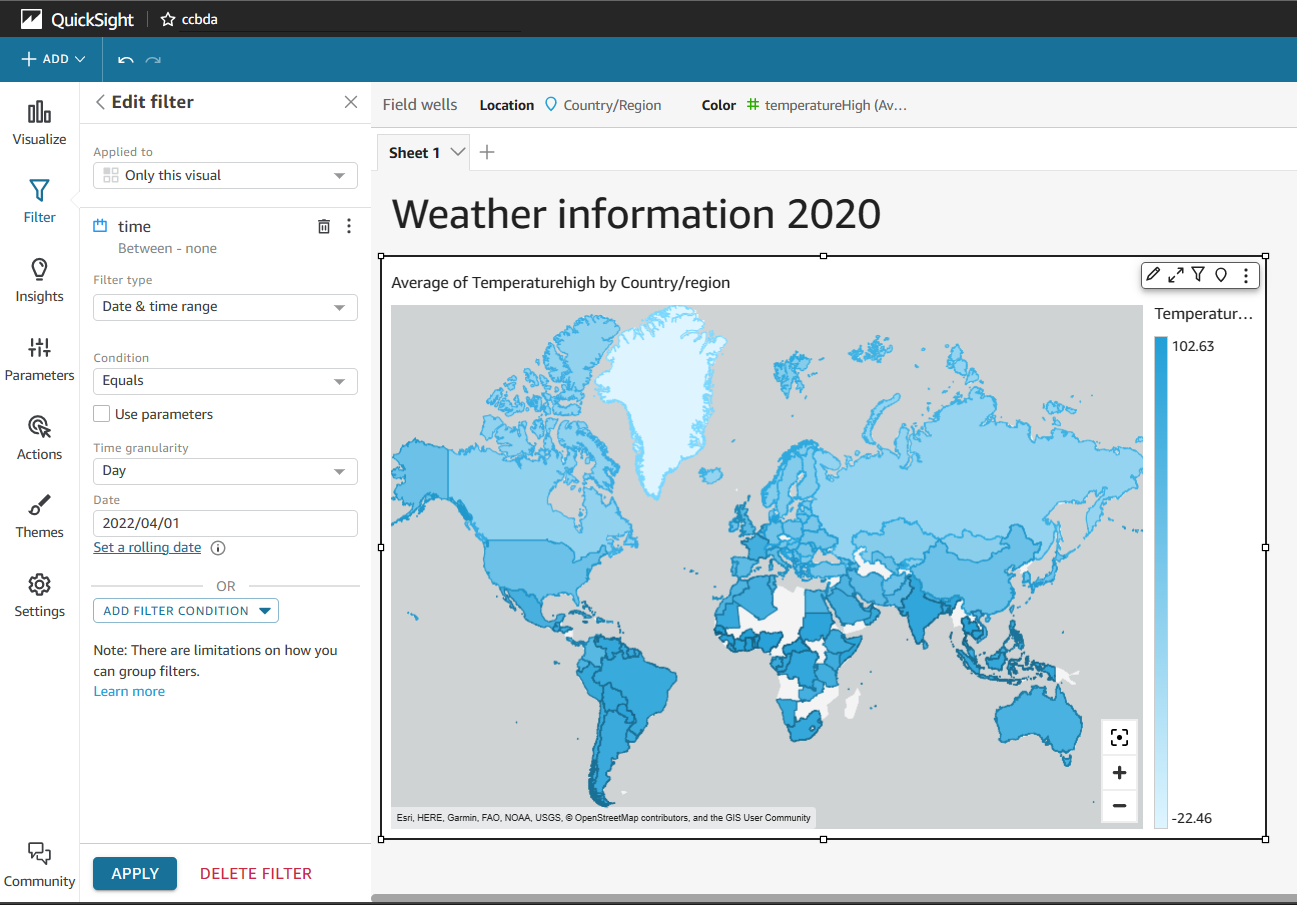 QuickSight
ccbda
ADD
Visualize
Filter
Insights
Parameters
Actions
Themes
Settings
Community
Edit filter
Applied to
Only this visual
time
Between - none
Filter type
Date & time range
Condition
Equals
Use parameters
Time granularity
Day
Date
2022/04/01
Set a rolling date
OR
ADD FILTER CONDITION
Note: There are limitations on how you
can group filters.
Learn more
APPLY DELETE FILTER
Field wells Location Country/Region Color temperatureHigh (Av...
Sheet 1
Weather information 2020
Average of Temperaturehigh by Country/region
Temperatur...
102.63
-22.46
Esri, HERE, Garmin, FAO, NOAA, USGS, © OpenStreetMap contributors, and the GIS User Community